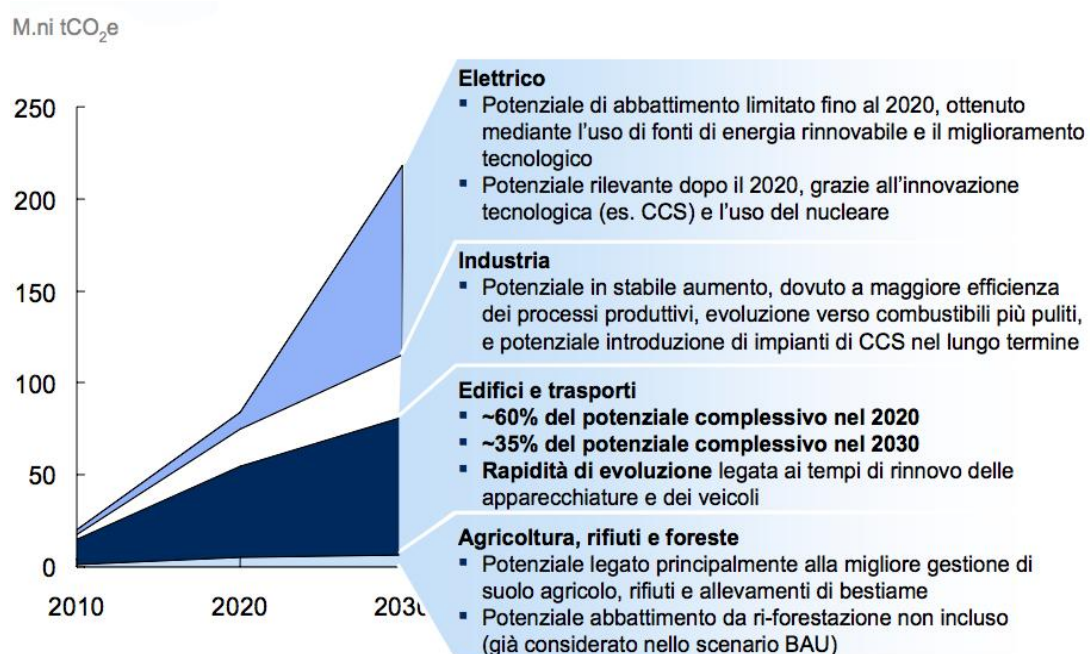 M.ni tCO₂e
250
200
150
100
50
0
2010
2020
2030
Elettrico
▪ Potenziale di abbattimento limitato fino al 2020, ottenuto
mediante l'uso di fonti di energia rinnovabile e il miglioramento
tecnologico
▪ Potenziale rilevante dopo il 2020, grazie all'innovazione
tecnologica (es. CCS) e l'uso del nucleare
Industria
▪ Potenziale in stabile aumento, dovuto a maggiore efficienza
dei processi produttivi, evoluzione verso combustibili più puliti,
e potenziale introduzione di impianti di CCS nel lungo termine
Edifici e trasporti
▪ ~60% del potenziale complessivo nel 2020
▪ ~35% del potenziale complessivo nel 2030
▪ Rapidità di evoluzione legata ai tempi di rinnovo delle
apparecchiature e dei veicoli
Agricoltura, rifiuti e foreste
▪ Potenziale legato principalmente alla migliore gestione di
suolo agricolo, rifiuti e allevamenti di bestiame
▪ Potenziale abbattimento da ri-forestazione non incluso
(già considerato nello scenario BAU)